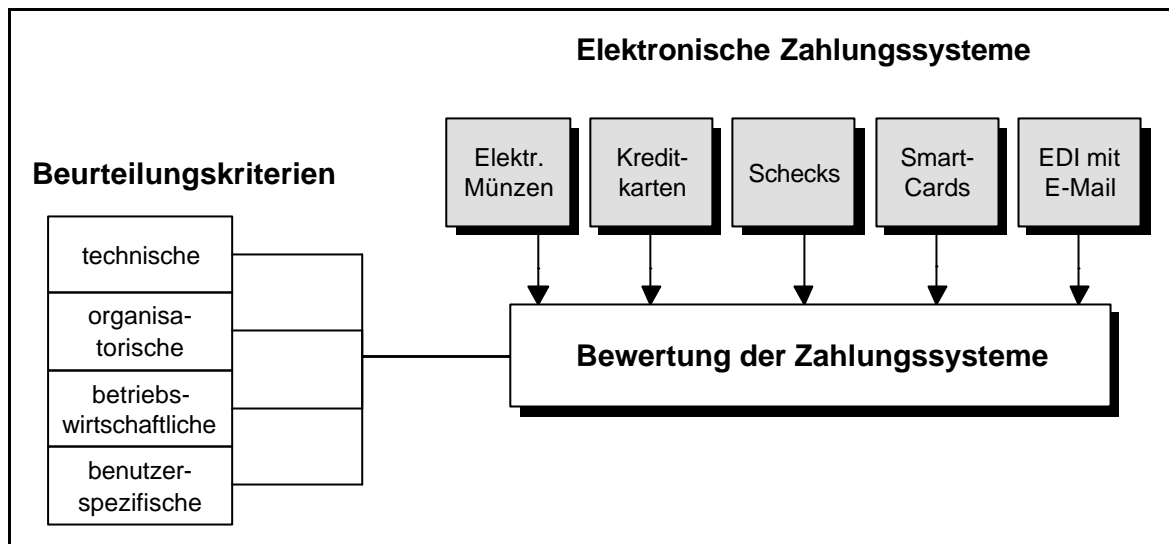 Elektronische Zahlungssysteme
Elektr.
Münzen
Kredit-
karten
Schecks
Smart-
Cards
EDI mit
E-Mail
Beurteilungskriterien
technische
organisa-
torische
betriebs-
wirtschaftliche
benutzer-
spezifische
Bewertung der Zahlungssysteme